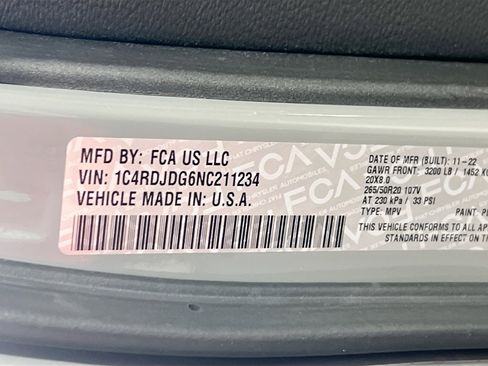 MFD BY: FCA US LLC
VIN: 1C4RDJDG6NC211234
VEHICLE MADE IN: U.S.A.
DATE OF MFR (BUILT): 11-22
FRONT GAWR: 3200 LB / 1452 KG
20X8.0
265/50R20 107V
AT 230 kPa / 33 PSI
TYPE: MPV PAINT:
THIS VEHICLE CONFORMS TO ALL
STANDARDS IN EFFECT ON
FCA